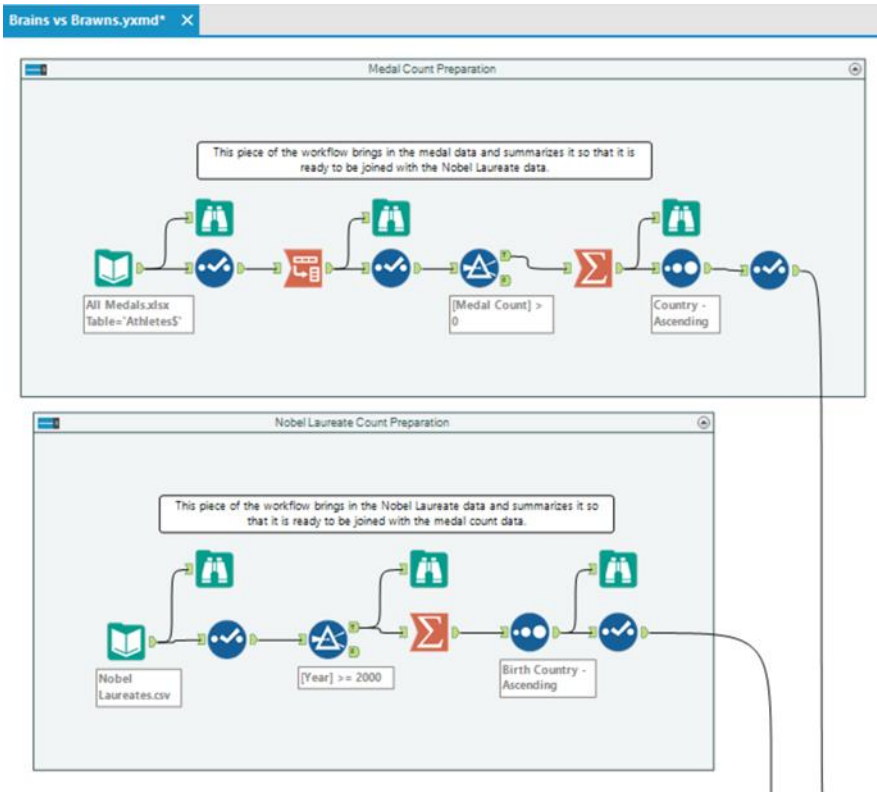 Brains vs Brawns.yxmd*
Medal Count Preparation
This piece of the workflow brings in the medal data and summarizes it so that it is
ready to be joined with the Nobel Laureate data.
All Medals.xlsx
Table='Athletes$'
[Medal Count] >
0
Country -
Ascending
Nobel Laureate Count Preparation
This piece of the workflow brings in the Nobel Laureate data and summarizes it so
that it is ready to be joined with the medal count data.
Nobel
Laureates.csv
[Year] >= 2000
Birth Country -
Ascending